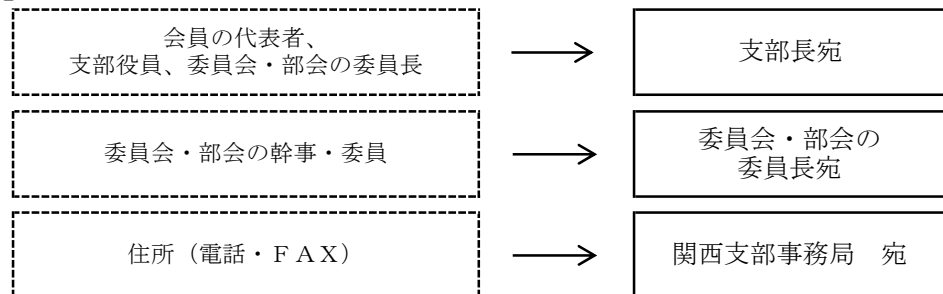 会員の代表者、
支部役員、委員会・部会の委員長
支部長宛
委員会・部会の幹事・委員
委員会・部会の
委員長宛
住所（電話・ＦＡＸ）
関西支部事務局　宛